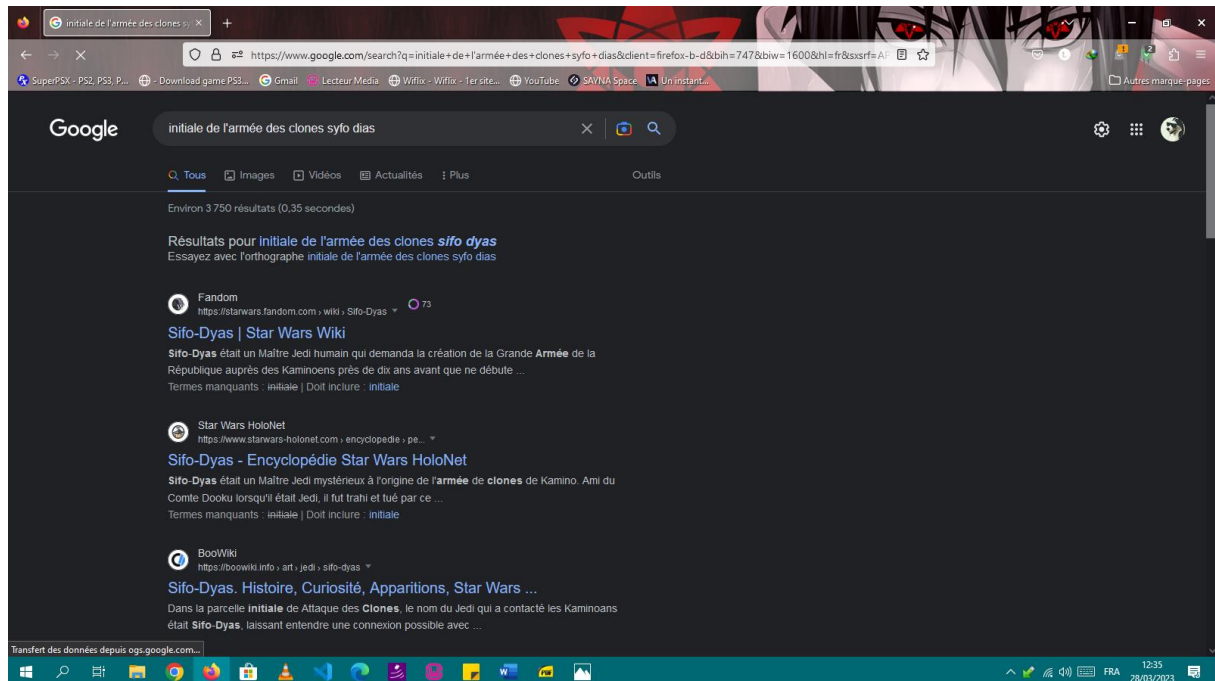 initiale de l'armée des clones sy
https://www.google.com/search?q=initiale+de+l'armée+des+clones+syfo+dias&client=firefox-b-d&bih=747&biw=1600&hl=fr&sxsrf=AP
SuperPSX - PS2, PS3, P... - Download game PS3... Gmail Lecteur Media Wiflix - Wiflix - 1er site... YouTube SAYNA Space Un instant... Autres marque-pages
Google initiale de l'armée des clones syfo dias
Tous Images Vidéos Actualités Plus Outils
Environ 3 750 résultats (0,35 secondes)
Résultats pour initiale de l'armée des clones sifo dyas
Essayez avec l'orthographe initiale de l'armée des clones syfo dias
Fandom
https://starwars.fandom.com › wiki › Sifo-Dyas 73
Sifo-Dyas | Star Wars Wiki
Sifo-Dyas était un Maître Jedi humain qui demanda la création de la Grande Armée de la
République auprès des Kaminoens près de dix ans avant que ne débute ...
Termes manquants : initiale | Doit inclure : initiale
Star Wars HoloNet
https://www.starwars-holonet.com › encyclopedie › pe...
Sifo-Dyas - Encyclopédie Star Wars HoloNet
Sifo-Dyas était un Maître Jedi mystérieux à l'origine de l'armée de clones de Kamino. Ami du
Comte Dooku lorsqu'il était Jedi, il fut trahi et tué par ce ...
Termes manquants : initiale | Doit inclure : initiale
BooWiki
https://boowiki.info › art › jedi › sifo-dyas
Sifo-Dyas. Histoire, Curiosité, Apparitions, Star Wars ...
Dans la parcelle initiale de Attaque des Clones, le nom du Jedi qui a contacté les Kaminoans
était Sifo-Dyas, laissant entendre une connexion possible avec ...
Transfert des données depuis ogs.google.com...
FRA 12:35
28/03/2023